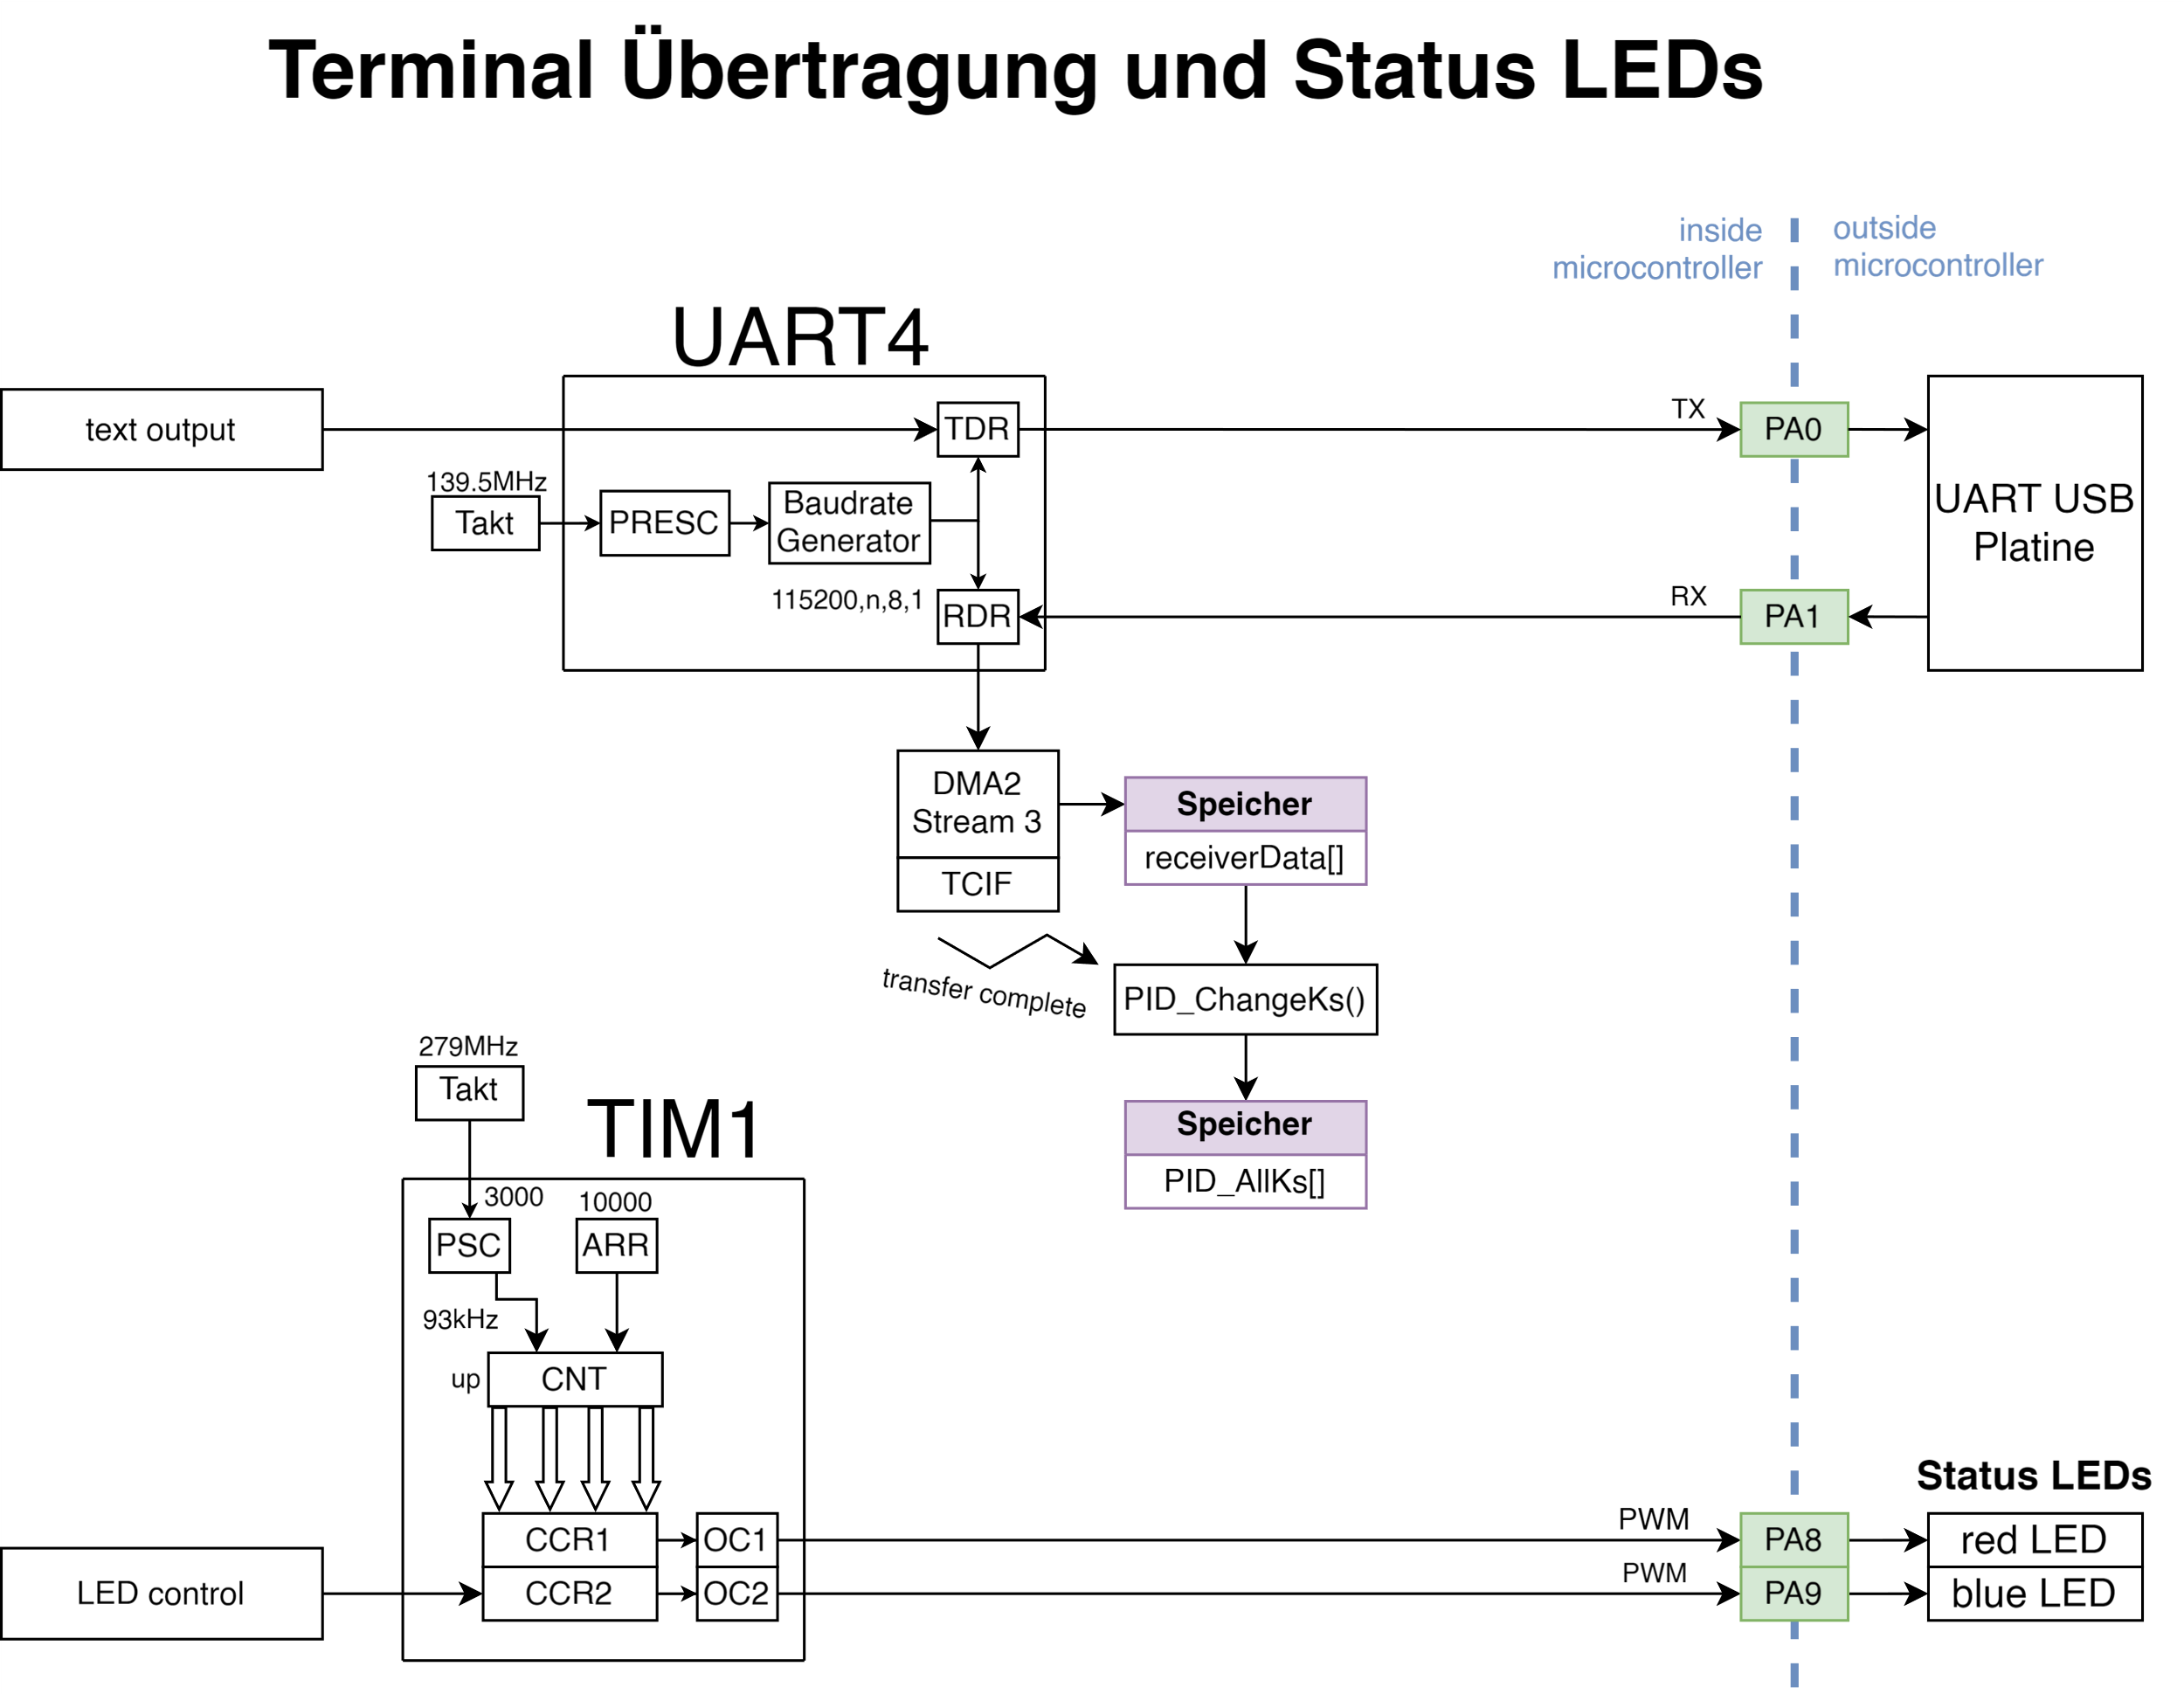 Terminal Übertragung und Status LEDs
inside
microcontroller
outside
microcontroller
UART4
text output
TDR
TX
PA0
139.5MHz
Takt
PRESC
Baudrate
Generator
UART USB
Platine
115200,n,8,1
RDR
RX
PA1
DMA2
Stream 3
TCIF
Speicher
receiverData[]
transfer complete
PID_ChangeKs()
Speicher
PID_AllKs[]
279MHz
Takt
TIM1
3000
10000
PSC
ARR
93kHz
up
CNT
Status LEDs
CCR1
OC1
PWM
PA8
red LED
LED control
CCR2
OC2
PWM
PA9
blue LED